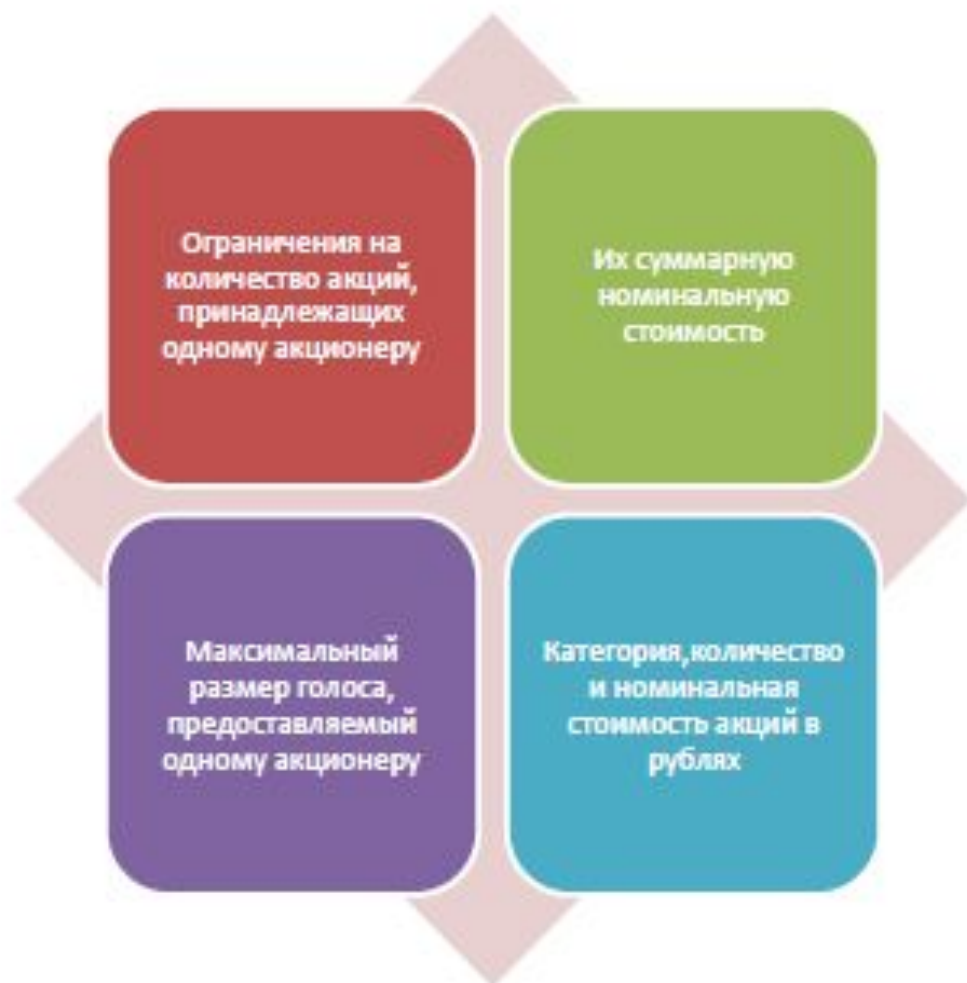 Ограничения на
количество акций,
принадлежащих
одному акционеру
Их суммарную
номинальную
стоимость
Максимальный
размер голоса,
предоставляемый
одному акционеру
Категория,количество
и номинальная
стоимость акций в
рублях